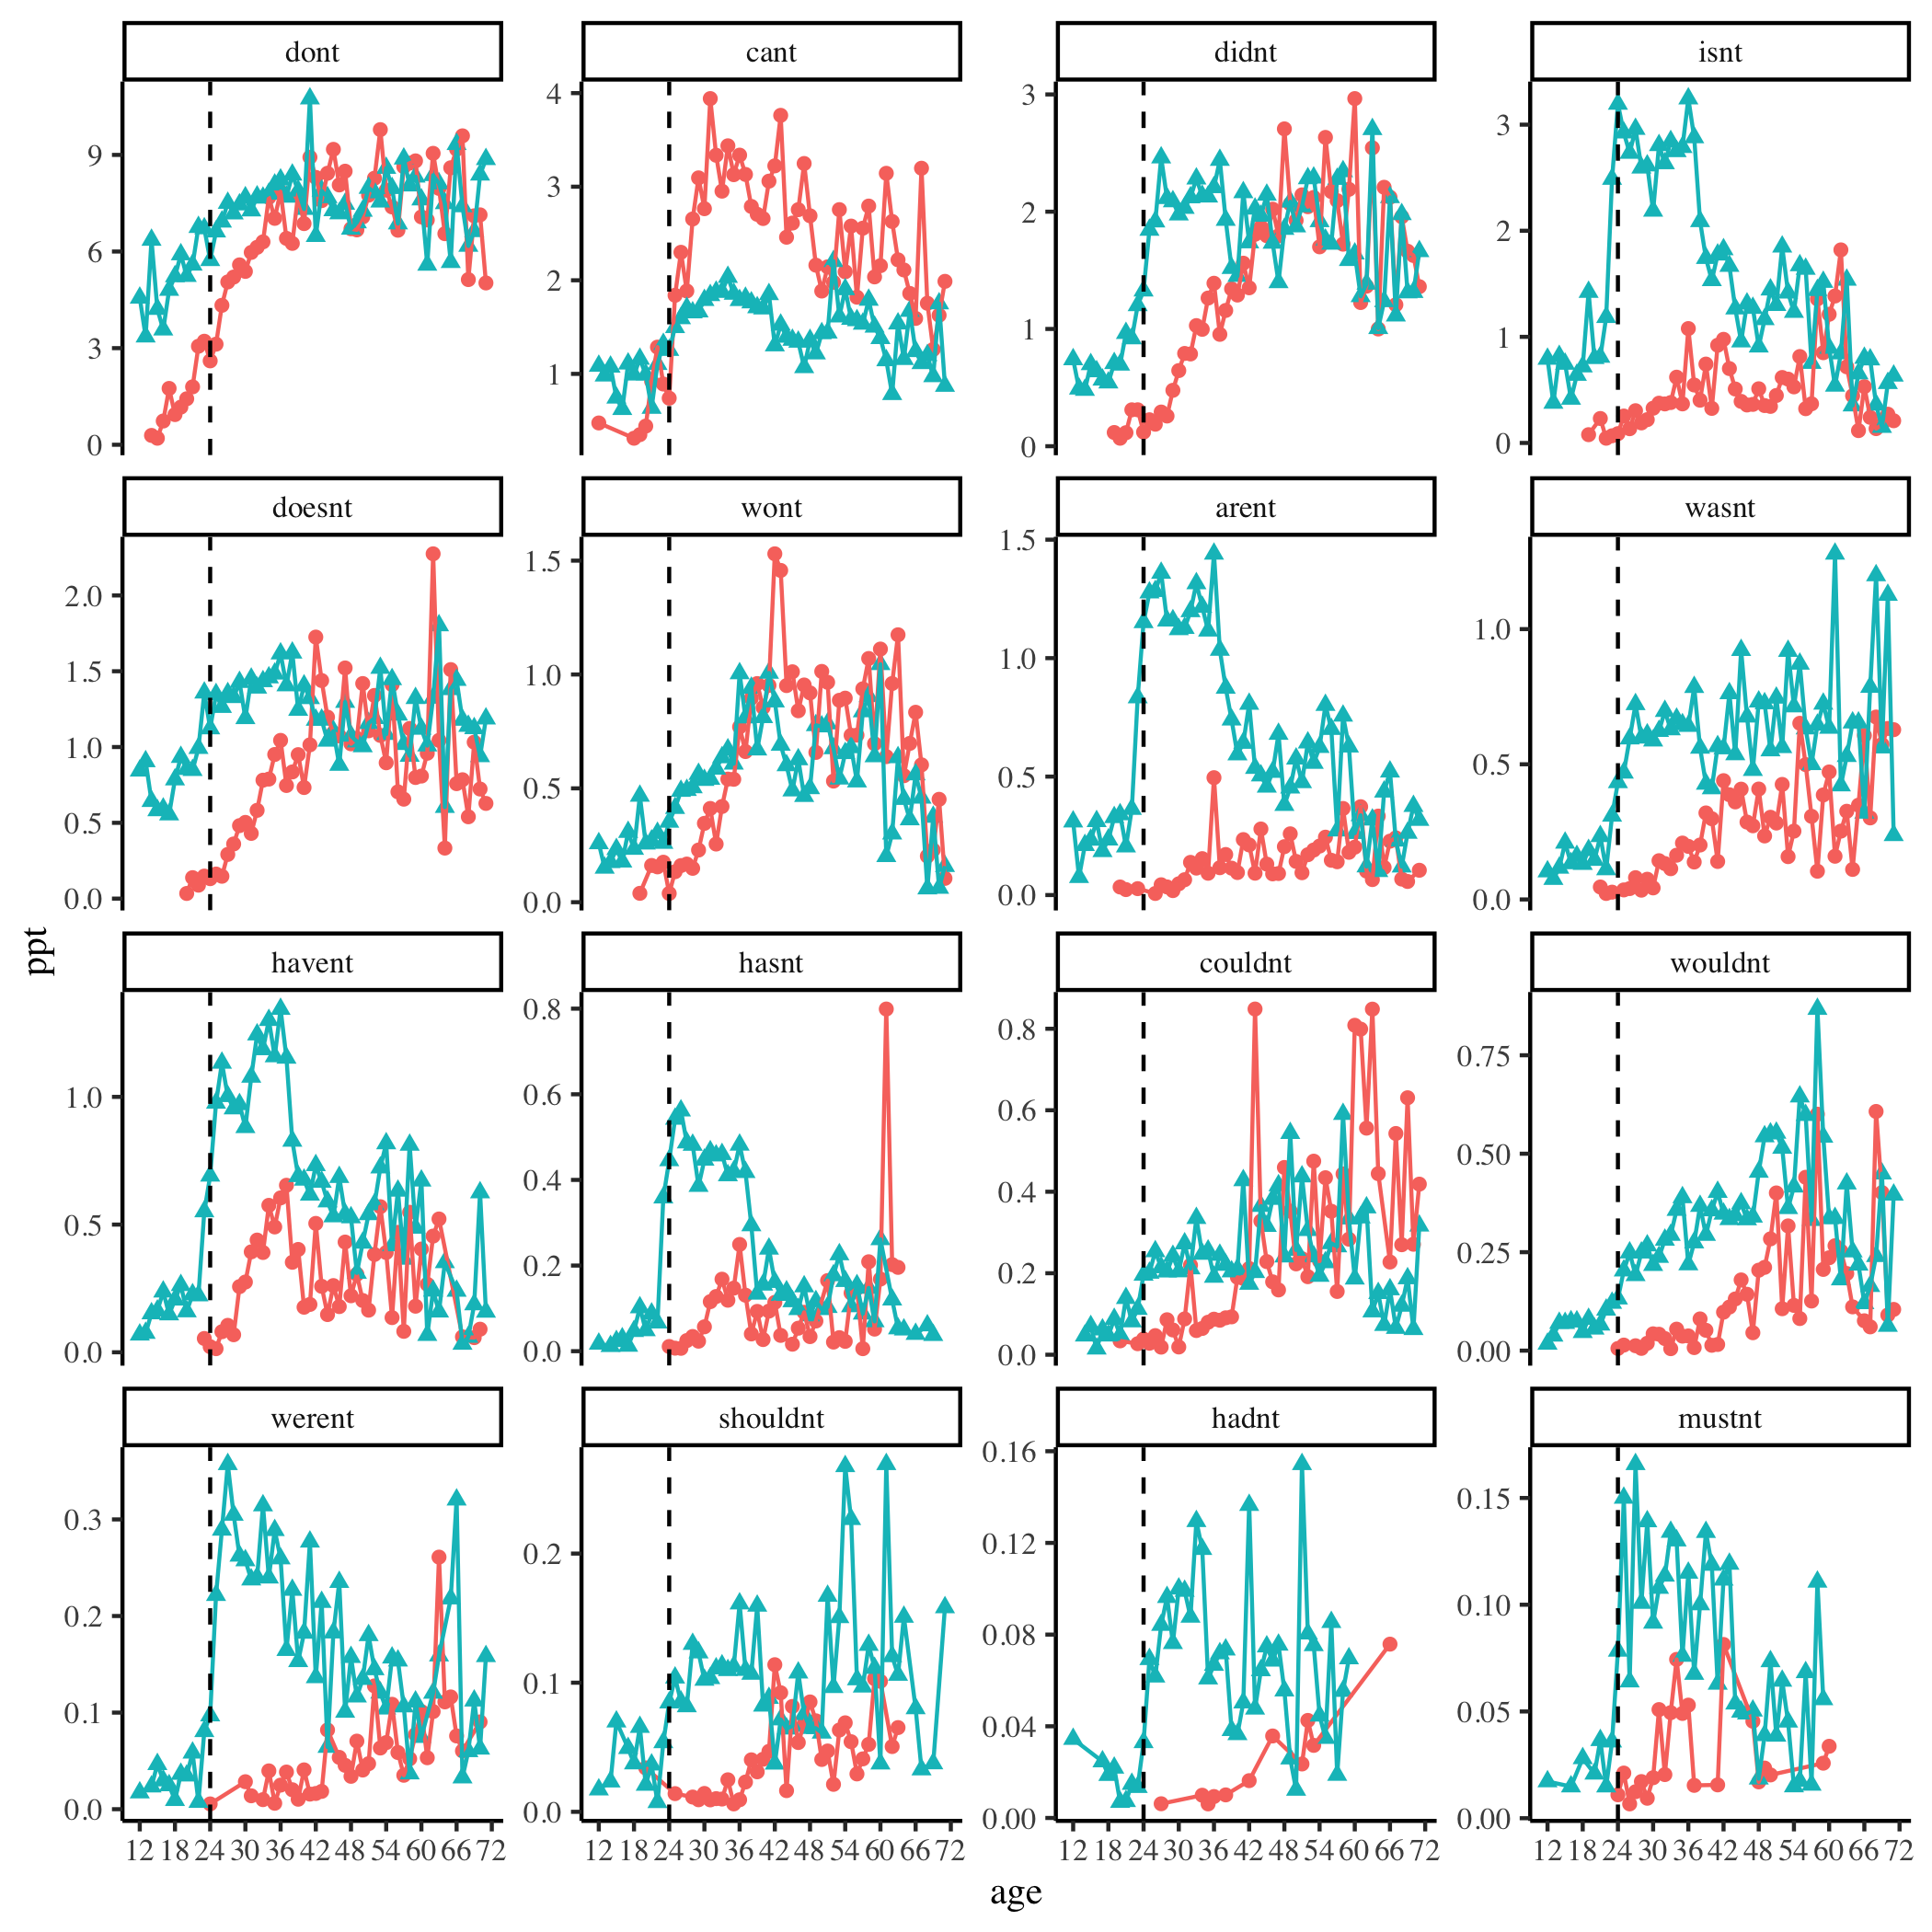 dont cant didnt isnt
9 4 3 3
6 3 2 2
3 2 1 1
0 1 0 0
doesnt wont arent wasnt
2.0 1.5 1.5 1.0
1.5 1.0 1.0 0.5
1.0 0.5 0.5 0.0
0.5 0.0 0.0
0.0
ppt
havent hasnt couldnt wouldnt
1.0 0.8 0.8 0.75
0.5 0.6 0.6 0.50
0.0 0.4 0.4 0.25
0.2 0.2 0.00
0.0 0.0
werent shouldnt hadnt mustnt
0.3 0.2 0.16 0.15
0.2 0.1 0.12 0.10
0.1 0.0 0.08 0.05
0.0 0.04 0.00
0.00
12 18 24 30 36 42 48 54 60 66 72 12 18 24 30 36 42 48 54 60 66 72 12 18 24 30 36 42 48 54 60 66 72 12 18 24 30 36 42 48 54 60 66 72
age